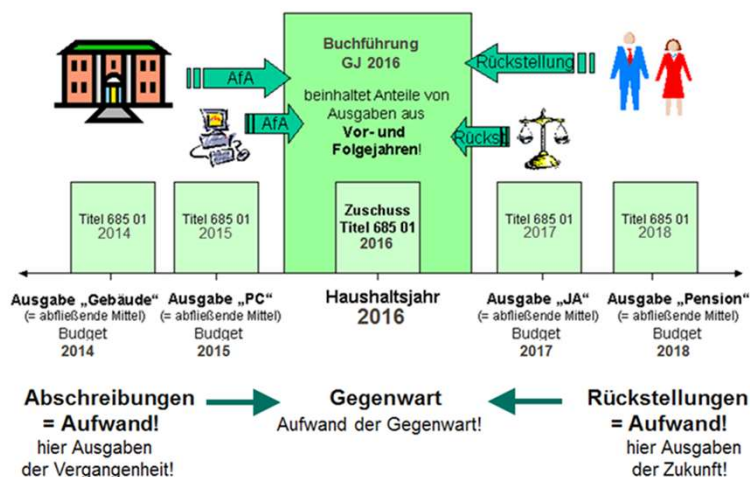 Buchführung
GJ 2016
beinhaltet Anteile von
Ausgaben aus
Vor- und
Folgejahren!
AfA
AfA
Rückstellung
Rückst
Titel 685 01
2014
Titel 685 01
2015
Zuschuss
Titel 685 01
2016
Titel 685 01
2017
Titel 685 01
2018
Ausgabe „Gebäude“
(= abfließende Mittel)
Budget
2014
Ausgabe „PC“
(= abfließende Mittel)
Budget
2015
Haushaltsjahr
2016
Ausgabe „JA“
(= abfließende Mittel)
Budget
2017
Ausgabe „Pension“
(= abfließende Mittel)
Budget
2018
Abschreibungen
= Aufwand!
hier Ausgaben
der Vergangenheit!
Gegenwart
Aufwand der Gegenwart!
Rückstellungen
= Aufwand!
hier Ausgaben
der Zukunft!